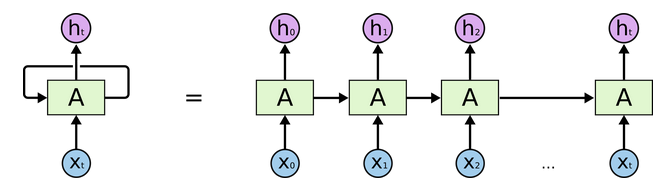 hₜ h₀ h₁ h₂ hₜ
A = A A A A
xₜ x₀ x₁ x₂ ... xₜ